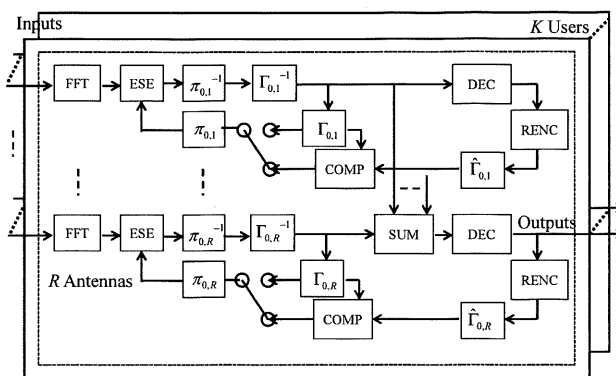 Inputs
K Users
FFT
ESE
π₀,₁⁻¹
Γ₀,₁⁻¹
DEC
π₀,₁
Γ₀,₁
RENC
COMP
Γ̂₀,₁
FFT
ESE
π₀,R⁻¹
Γ₀,R⁻¹
SUM
DEC
Outputs
R Antennas
π₀,R
Γ₀,R
RENC
COMP
Γ̂₀,R